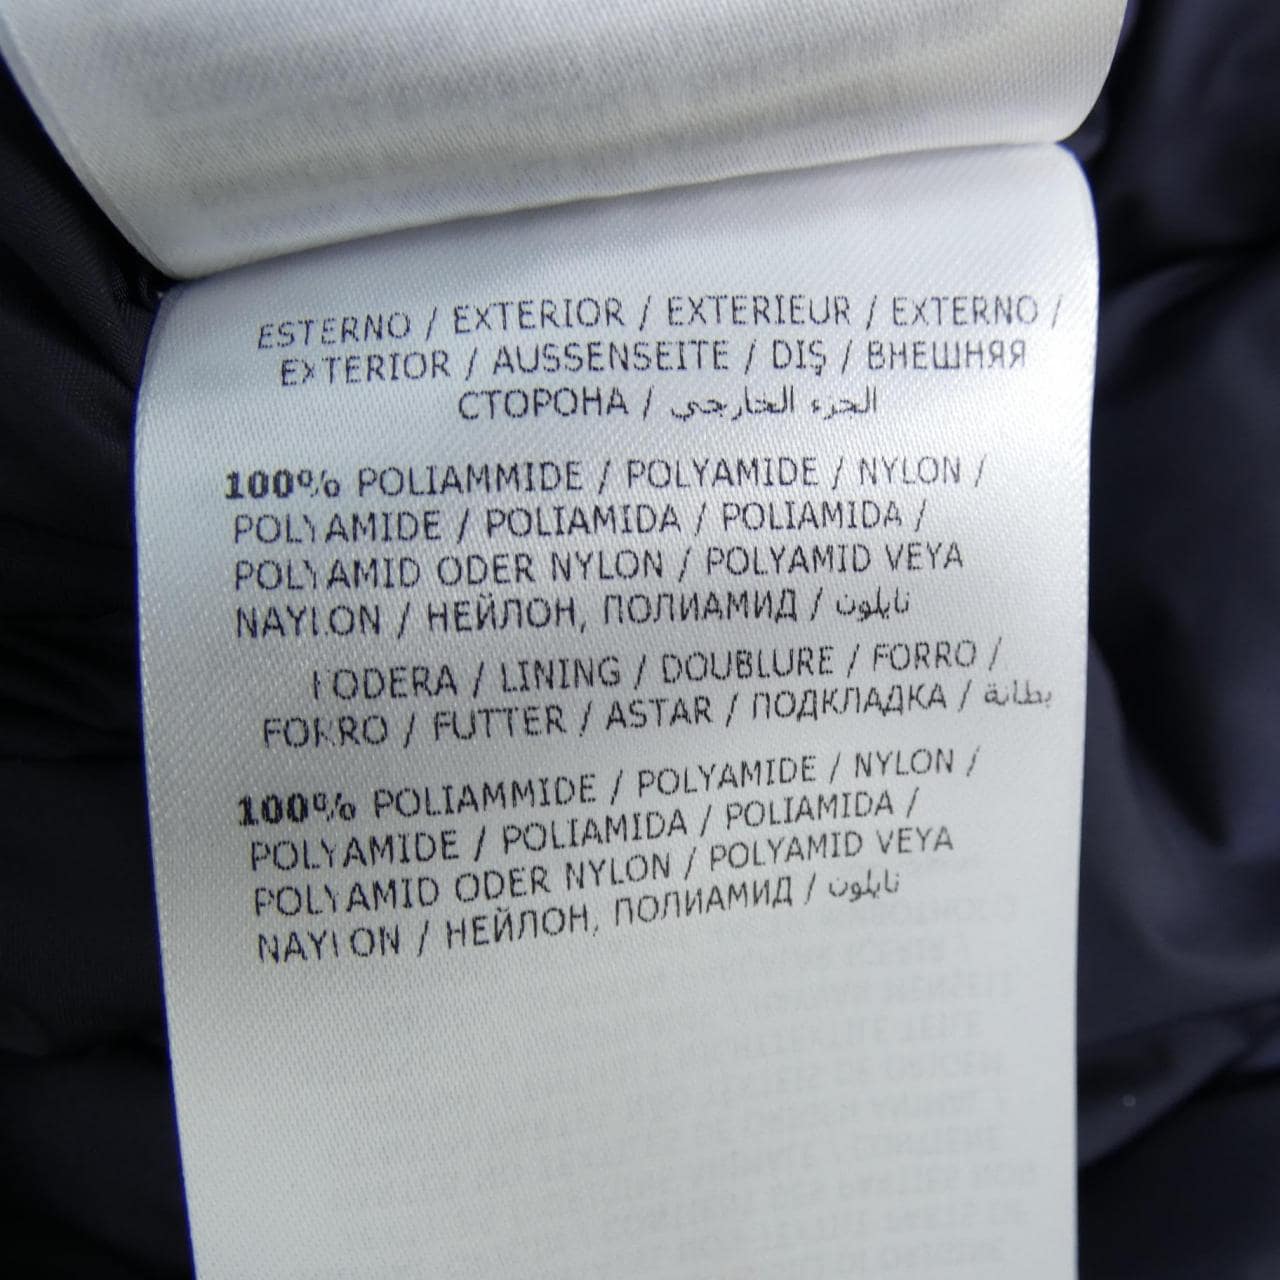 ESTERNO / EXTERIOR / EXTERIEUR / EXTERNO /
EXTERIOR / AUSSENSEITE / DIŞ / ВНЕШНЯЯ
СТОРОНА / الجزء الخارجي
100% POLIAMMIDE / POLYAMIDE / NYLON /
POLYAMIDE / POLIAMIDA / POLIAMIDA /
POLYAMID ODER NYLON / POLYAMID VEYA
NAYLON / НЕЙЛОН, ПОЛИАМИД / نايلون
FODERA / LINING / DOUBLURE / FORRO /
FORRO / FUTTER / ASTAR / ПОДКЛАДКА / بطانة
100% POLIAMMIDE / POLYAMIDE / NYLON /
POLYAMIDE / POLIAMIDA / POLIAMIDA /
POLYAMID ODER NYLON / POLYAMID VEYA
NAYLON / НЕЙЛОН, ПОЛИАМИД / نايلون